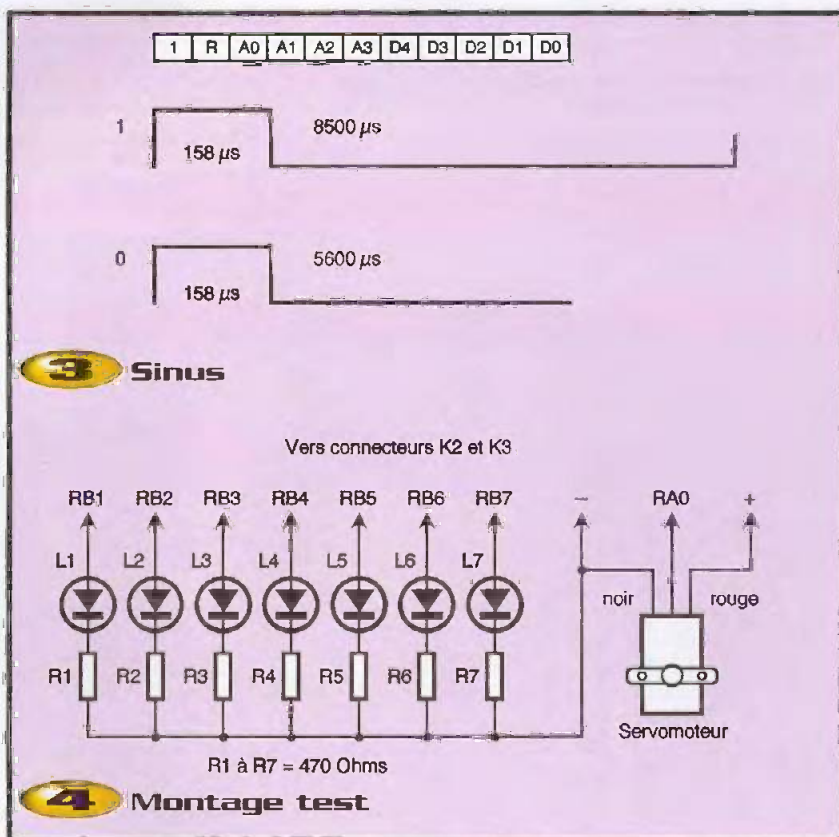 1 R A0 A1 A2 A3 D4 D3 D2 D1 D0
1 8500 µs
158 µs
0 5600 µs
158 µs
3 Sinus
Vers connecteurs K2 et K3
RB1 RB2 RB3 RB4 RB5 RB6 RB7 − RA0 +
L1 L2 L3 L4 L5 L6 L7
noir rouge
R1 R2 R3 R4 R5 R6 R7
Servomoteur
R1 à R7 = 470 Ohms
4 Montage test